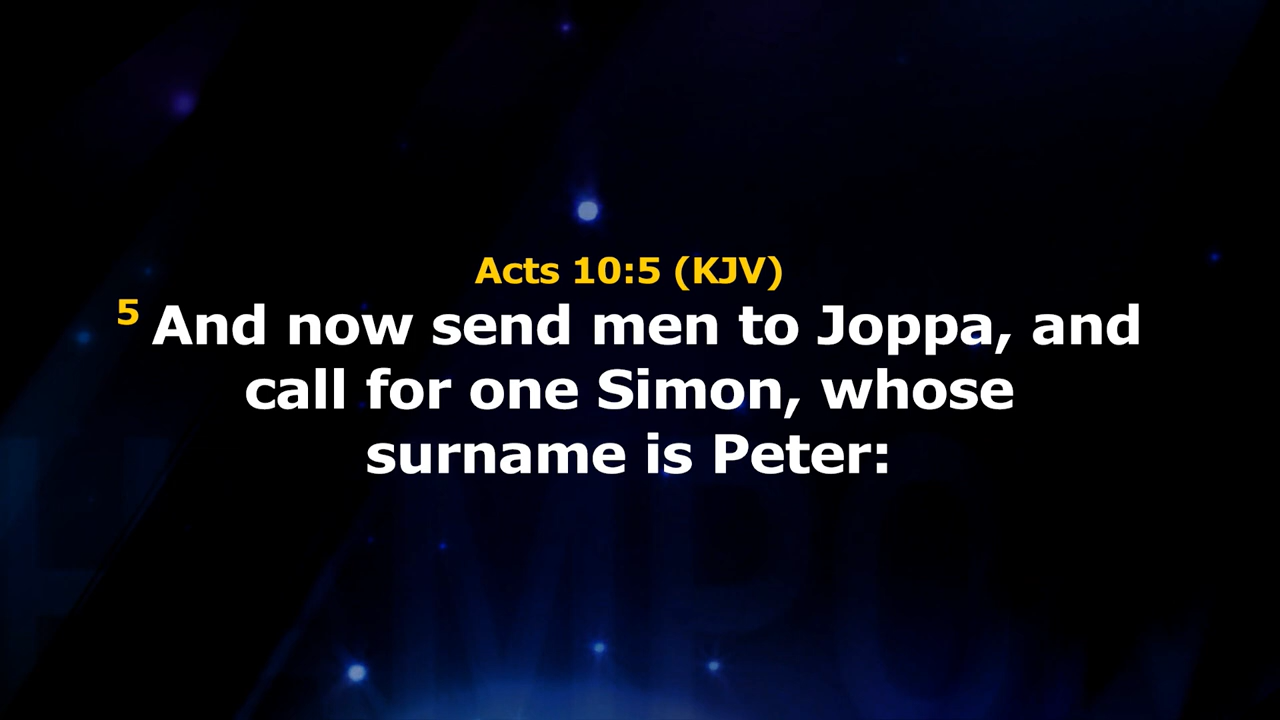 Acts 10:5 (KJV)
5 And now send men to Joppa, and
call for one Simon, whose
surname is Peter: